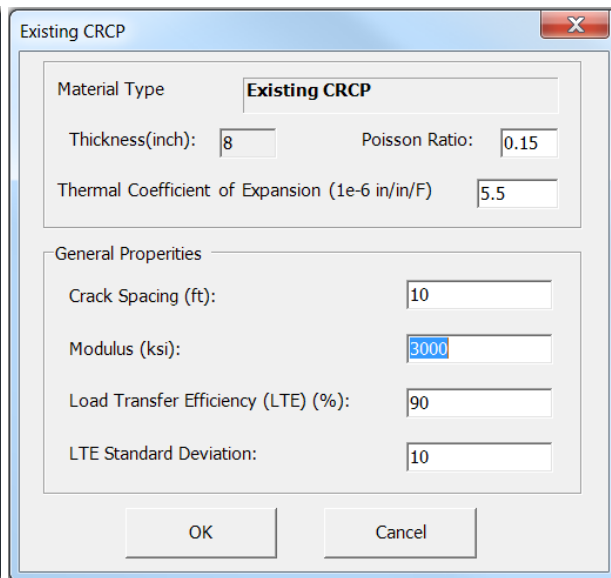 Existing CRCP
Material Type Existing CRCP
Thickness(inch): 8 Poisson Ratio: 0.15
Thermal Coefficient of Expansion (1e-6 in/in/F) 5.5
General Properities
Crack Spacing (ft): 10
Modulus (ksi): 3000
Load Transfer Efficiency (LTE) (%): 90
LTE Standard Deviation: 10
OK Cancel